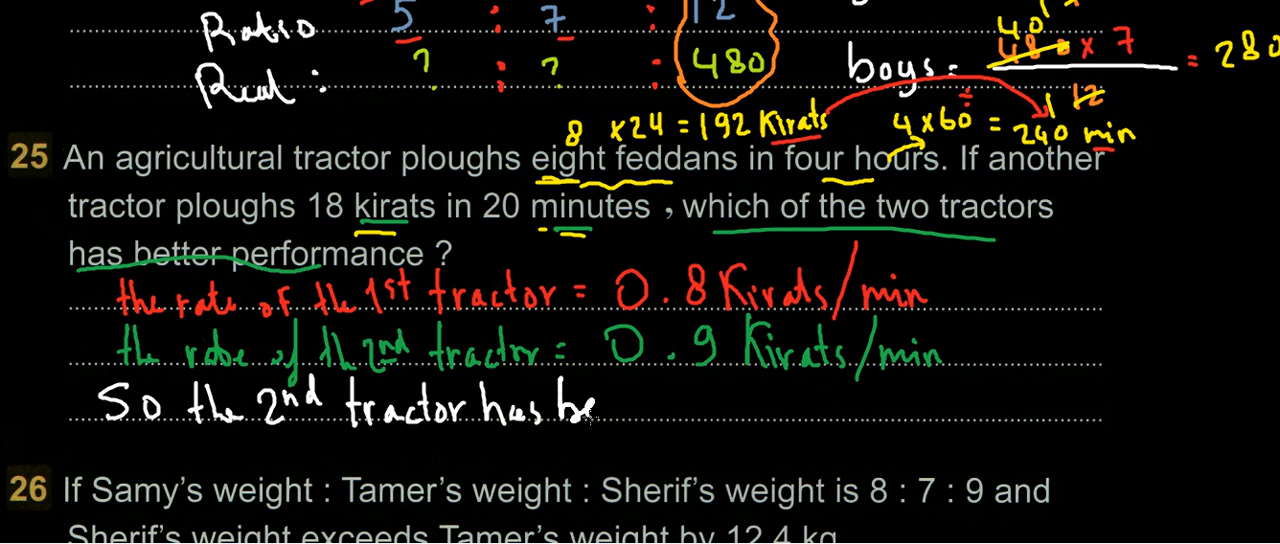 Ratio 5 : 7 : 12
40
480 x 7
Real : ? : ? : 480 boys = = 280
12
8 x24 = 192 Kirats ÷ 4 x 60 = 240 min
25 An agricultural tractor ploughs eight feddans in four hours. If another
tractor ploughs 18 kirats in 20 minutes , which of the two tractors
has better performance ?
the rate of the 1st tractor = 0.8 Kirats/min
the rate of th 2nd tractor = 0.9 Kirats/min
So the 2nd tractor has be
26 If Samy's weight : Tamer's weight : Sherif's weight is 8 : 7 : 9 and
Sherif's weight exceeds Tamer's weight by 12.4 kg